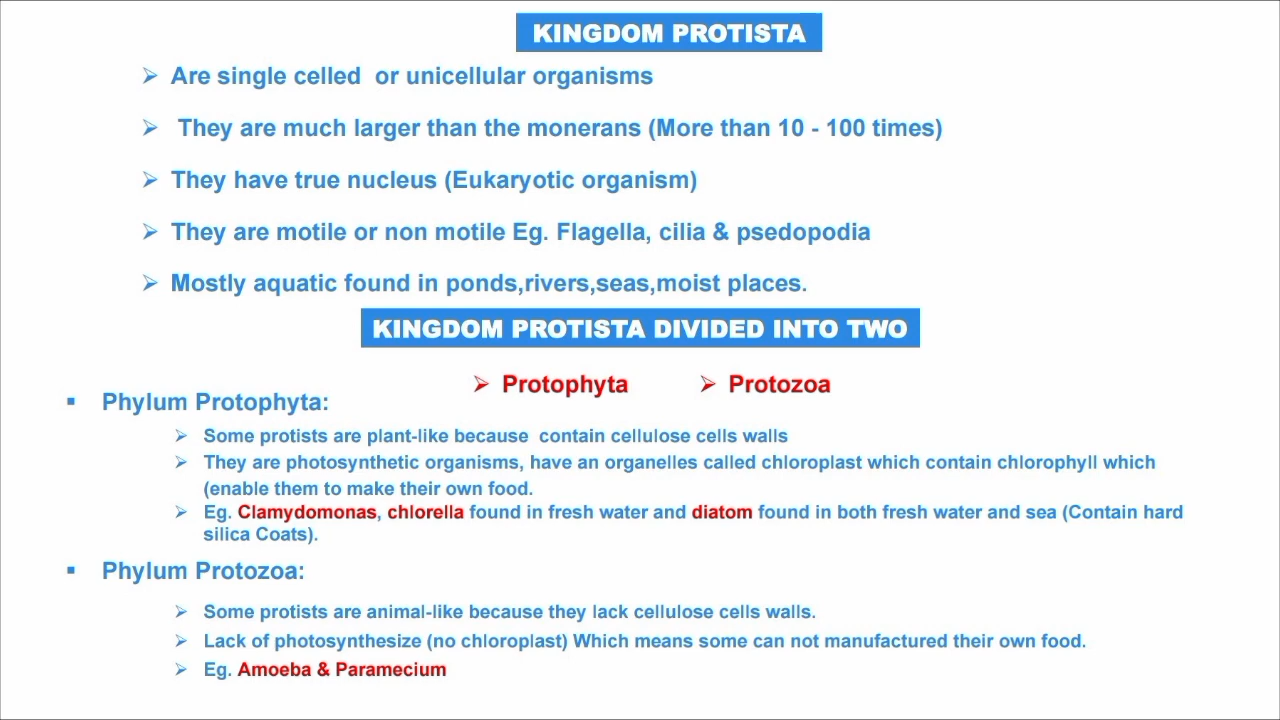 KINGDOM PROTISTA
➢ Are single celled or unicellular organisms
➢ They are much larger than the monerans (More than 10 - 100 times)
➢ They have true nucleus (Eukaryotic organism)
➢ They are motile or non motile Eg. Flagella, cilia & psedopodia
➢ Mostly aquatic found in ponds,rivers,seas,moist places.
KINGDOM PROTISTA DIVIDED INTO TWO
➢ Protophyta ➢ Protozoa
▪ Phylum Protophyta:
➢ Some protists are plant-like because contain cellulose cells walls
➢ They are photosynthetic organisms, have an organelles called chloroplast which contain chlorophyll which
(enable them to make their own food.
➢ Eg. Clamydomonas, chlorella found in fresh water and diatom found in both fresh water and sea (Contain hard
silica Coats).
▪ Phylum Protozoa:
➢ Some protists are animal-like because they lack cellulose cells walls.
➢ Lack of photosynthesize (no chloroplast) Which means some can not manufactured their own food.
➢ Eg. Amoeba & Paramecium